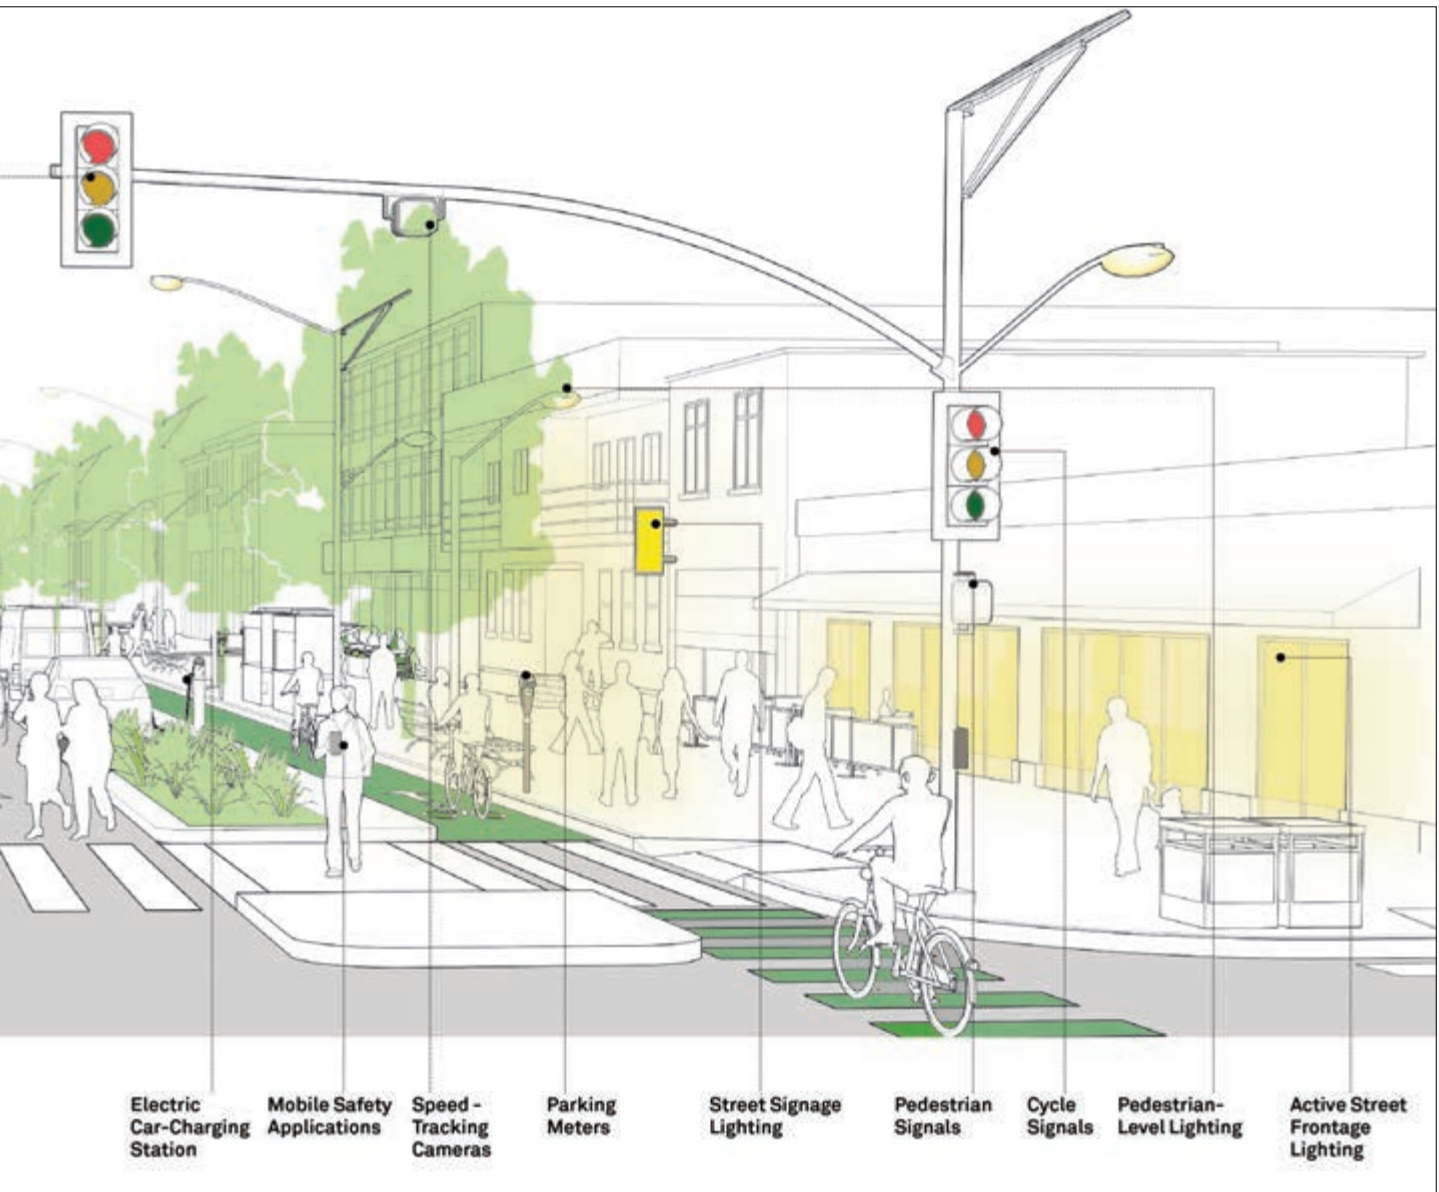 Electric
Car-Charging
Station
Mobile Safety
Applications
Speed -
Tracking
Cameras
Parking
Meters
Street Signage
Lighting
Pedestrian
Signals
Cycle
Signals
Pedestrian-
Level Lighting
Active Street
Frontage
Lighting